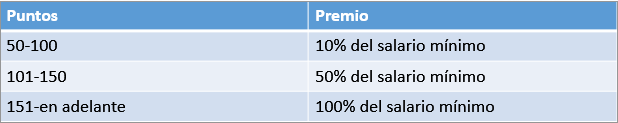 Puntos Premio
50-100 10% del salario mínimo
101-150 50% del salario mínimo
151-en adelante 100% del salario mínimo